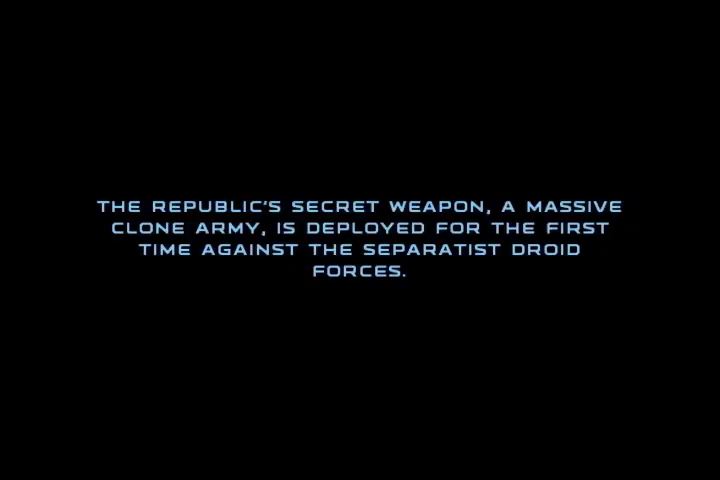 THE REPUBLIC'S SECRET WEAPON, A MASSIVE
CLONE ARMY, IS DEPLOYED FOR THE FIRST
TIME AGAINST THE SEPARATIST DROID
FORCES.